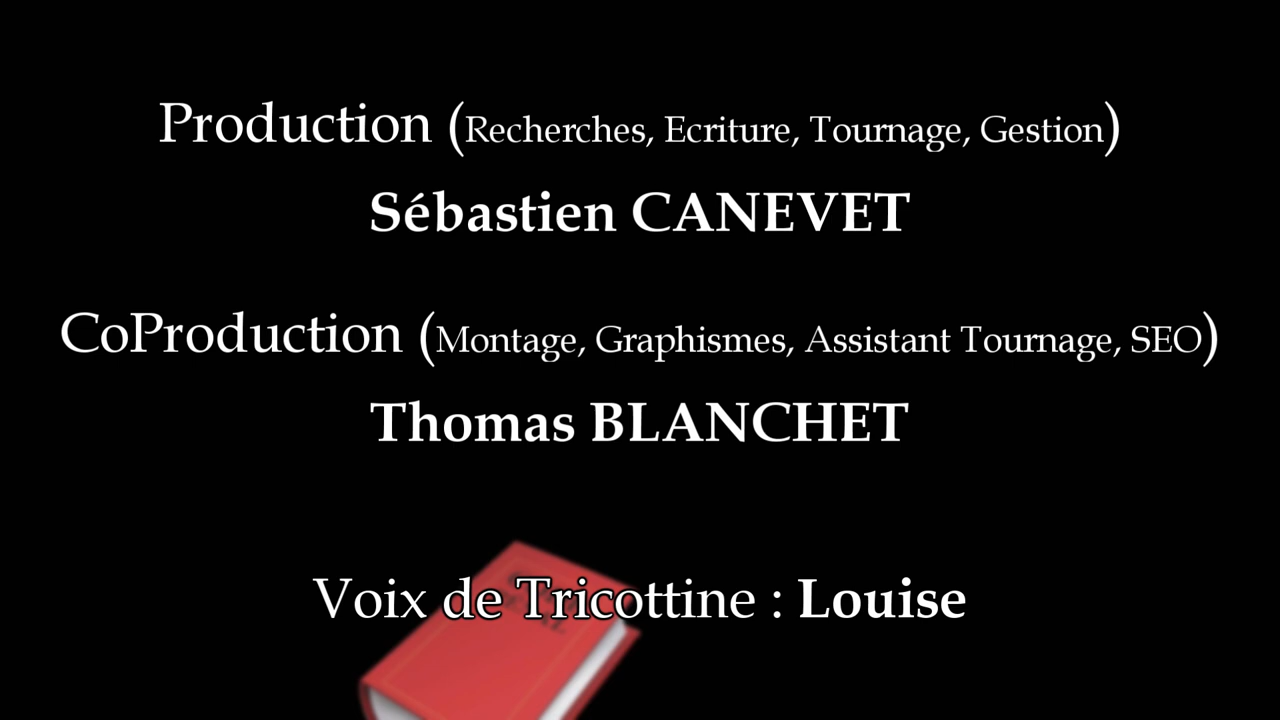 Production (Recherches, Ecriture, Tournage, Gestion)
Sébastien CANEVET
CoProduction (Montage, Graphismes, Assistant Tournage, SEO)
Thomas BLANCHET
Voix de Tricottine : Louise